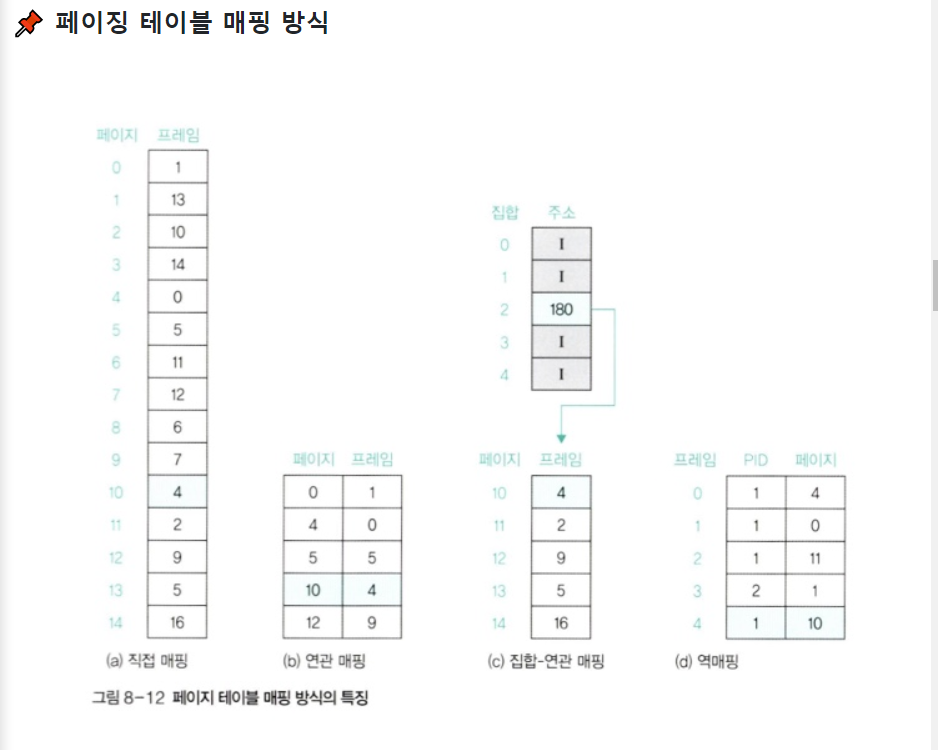 📌 페이징 테이블 매핑 방식
페이지 프레임
0 1
1 13
2 10
3 14
4 0
5 5
6 11
7 12
8 6
9 7
10 4
11 2
12 9
13 5
14 16
(a) 직접 매핑
페이지 프레임
0 1
4 0
5 5
10 4
12 9
(b) 연관 매핑
집합 주소
0 I
1 I
2 180
3 I
4 I
페이지 프레임
10 4
11 2
12 9
13 5
14 16
(c) 집합-연관 매핑
프레임 PID 페이지
0 1 4
1 1 0
2 1 11
3 2 1
4 1 10
(d) 역매핑
그림 8-12 페이지 테이블 매핑 방식의 특징